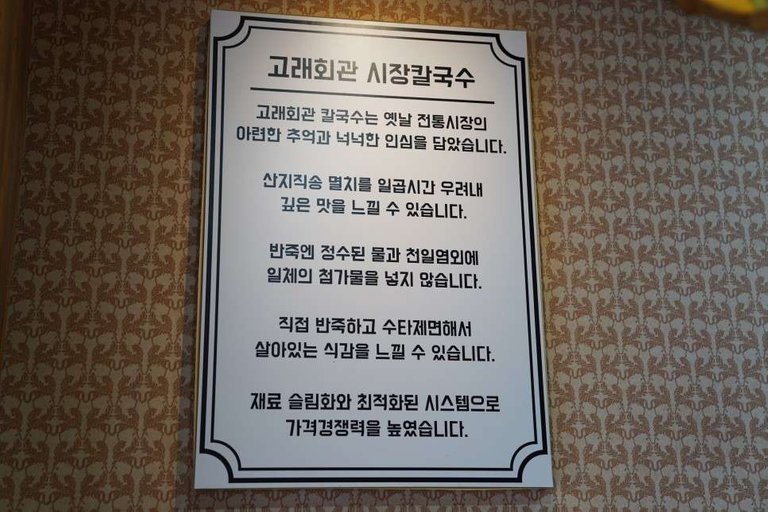 고래회관 시장칼국수
고래회관 칼국수는 옛날 전통시장의
아련한 추억과 넉넉한 인심을 담았습니다.
산지직송 멸치를 일곱시간 우려내
깊은 맛을 느낄 수 있습니다.
반죽엔 정수된 물과 천일염외에
일체의 첨가물을 넣지 않습니다.
직접 반죽하고 수타제면해서
살아있는 식감을 느낄 수 있습니다.
재료 슬림화와 최적화된 시스템으로
가격경쟁력을 높였습니다.